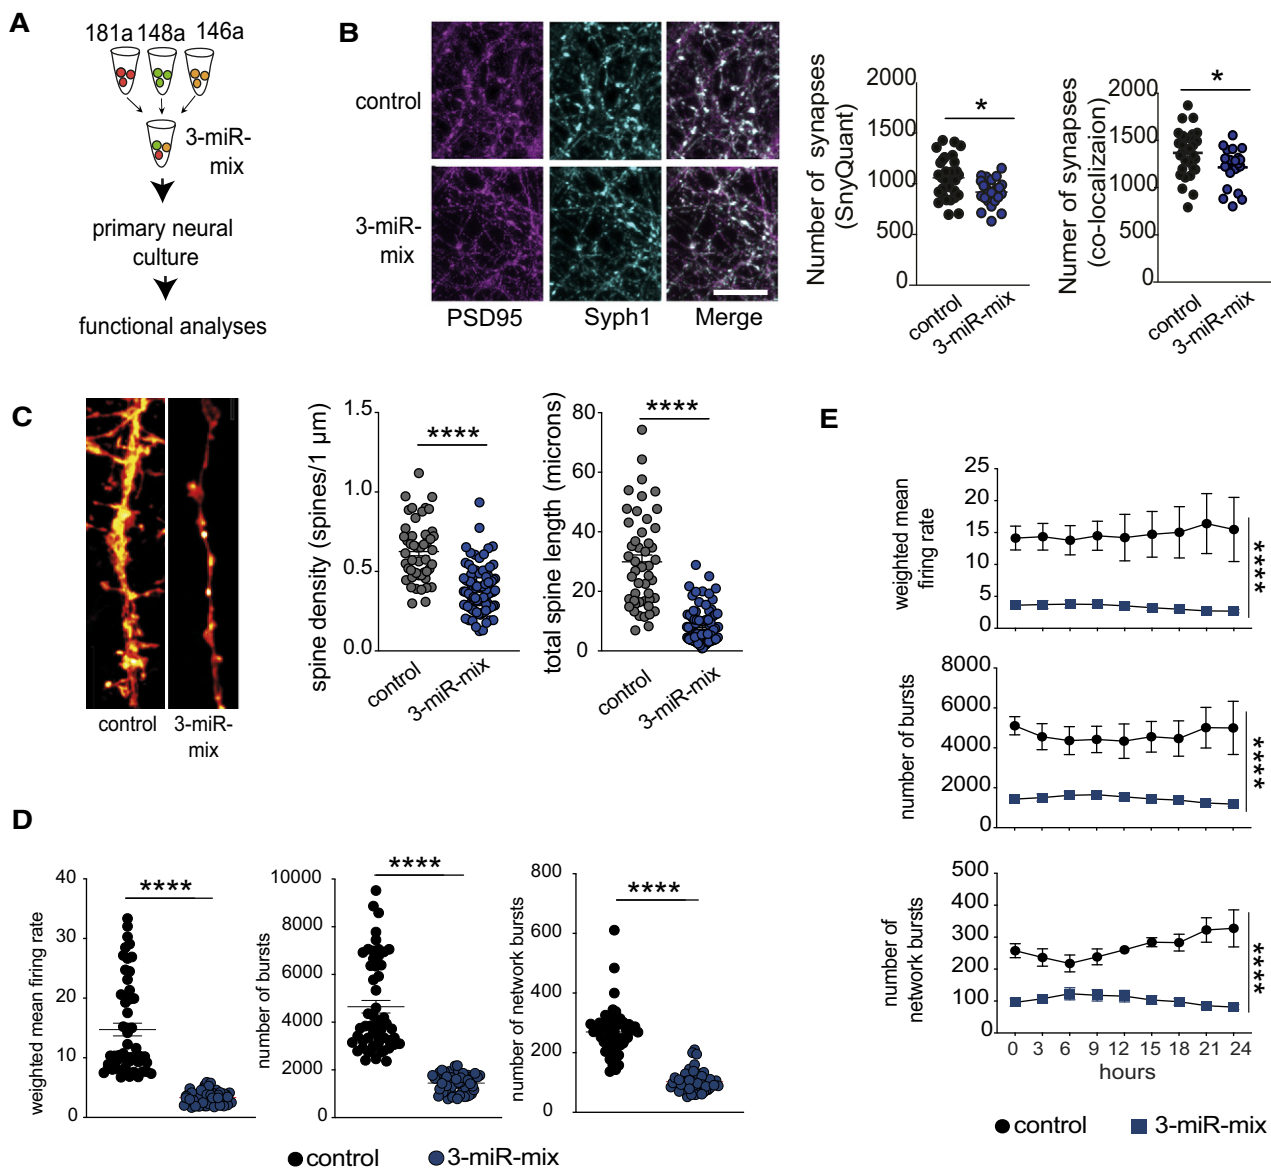 A
181a 148a 146a
3-miR-
mix
primary neural
culture
functional analyses
B
control
3-miR-
mix
PSD95 Syph1 Merge
Number of synapses
(SnyQuant)
2000
1500
1000
500
0
*
control
3-miR-mix
Numer of synapses
(co-localizaion)
2000
1500
1000
500
0
*
control
3-miR-mix
C
control 3-miR-
mix
spine density (spines/1 μm)
1.5
1.0
0.5
0.0
****
control
3-miR-mix
total spine length (microns)
80
60
40
20
0
****
control
3-miR-mix
D
weighted mean firing rate
40
30
20
10
0
****
number of bursts
10000
8000
6000
4000
2000
0
****
number of network bursts
800
600
400
200
0
****
control 3-miR-mix
E
weighted mean
firing rate
25
20
15
10
5
0
****
number of bursts
8000
6000
4000
2000
0
****
number of
network bursts
500
400
300
200
100
0
****
0 3 6 9 12 15 18 21 24
hours
control 3-miR-mix